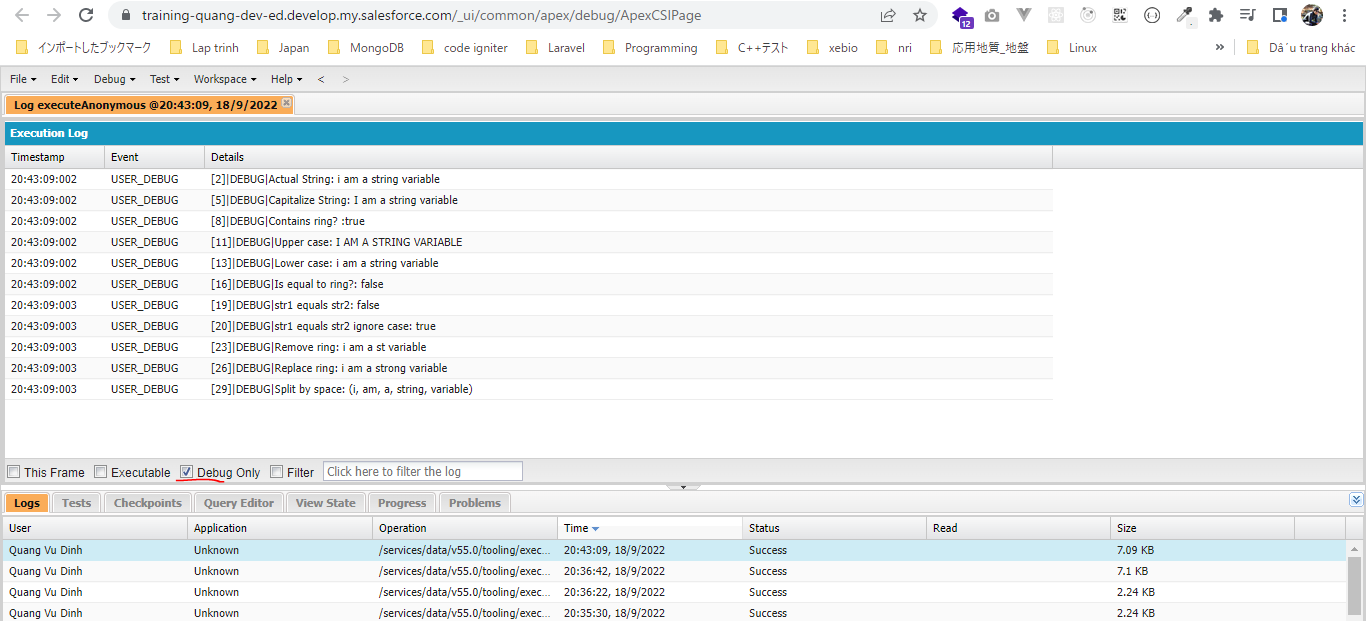 training-quang-dev-ed.develop.my.salesforce.com/_ui/common/apex/debug/ApexCSIPage
12
インポートしたブックマーク Lap trinh Japan MongoDB code igniter Laravel Programming C++テスト xebio nri 応用地質_地盤 Linux » Dấu trang khác
File Edit Debug Test Workspace Help < >
Log executeAnonymous @20:43:09, 18/9/2022
Execution Log
Timestamp Event Details
20:43:09:002 USER_DEBUG [2]|DEBUG|Actual String: i am a string variable
20:43:09:002 USER_DEBUG [5]|DEBUG|Capitalize String: I am a string variable
20:43:09:002 USER_DEBUG [8]|DEBUG|Contains ring? :true
20:43:09:002 USER_DEBUG [11]|DEBUG|Upper case: I AM A STRING VARIABLE
20:43:09:002 USER_DEBUG [13]|DEBUG|Lower case: i am a string variable
20:43:09:002 USER_DEBUG [16]|DEBUG|Is equal to ring?: false
20:43:09:003 USER_DEBUG [19]|DEBUG|str1 equals str2: false
20:43:09:003 USER_DEBUG [20]|DEBUG|str1 equals str2 ignore case: true
20:43:09:003 USER_DEBUG [23]|DEBUG|Remove ring: i am a st variable
20:43:09:003 USER_DEBUG [26]|DEBUG|Replace ring: i am a strong variable
20:43:09:003 USER_DEBUG [29]|DEBUG|Split by space: (i, am, a, string, variable)
This Frame Executable Debug Only Filter Click here to filter the log
Logs Tests Checkpoints Query Editor View State Progress Problems
User Application Operation Time Status Read Size
Quang Vu Dinh Unknown /services/data/v55.0/tooling/exec... 20:43:09, 18/9/2022 Success 7.09 KB
Quang Vu Dinh Unknown /services/data/v55.0/tooling/exec... 20:36:42, 18/9/2022 Success 7.1 KB
Quang Vu Dinh Unknown /services/data/v55.0/tooling/exec... 20:36:22, 18/9/2022 Success 2.24 KB
Quang Vu Dinh Unknown /services/data/v55.0/tooling/exec... 20:35:30, 18/9/2022 Success 2.24 KB